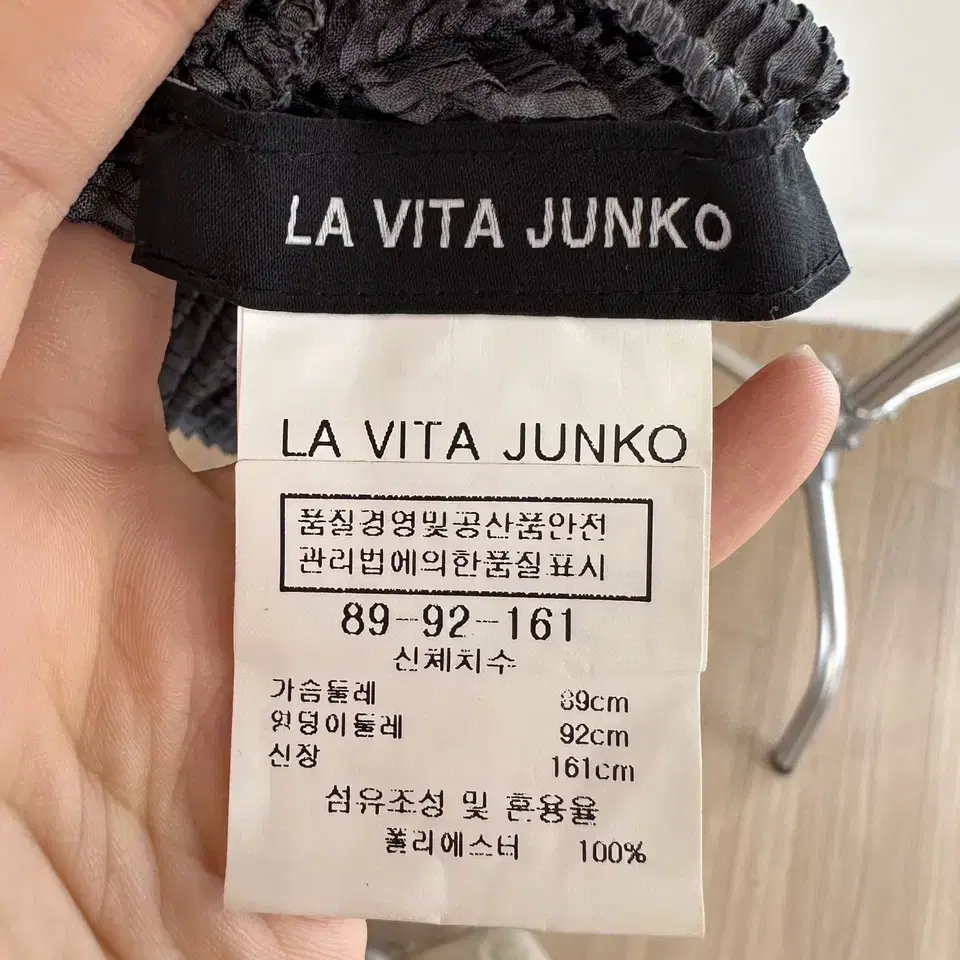 LA VITA JUNKO
LA VITA JUNKO
품질경영및공산품안전
관리법에의한품질표시
89-92-161
신체치수
가슴둘레 89cm
엉덩이둘레 92cm
신장 161cm
섬유조성 및 혼용율
폴리에스터 100%